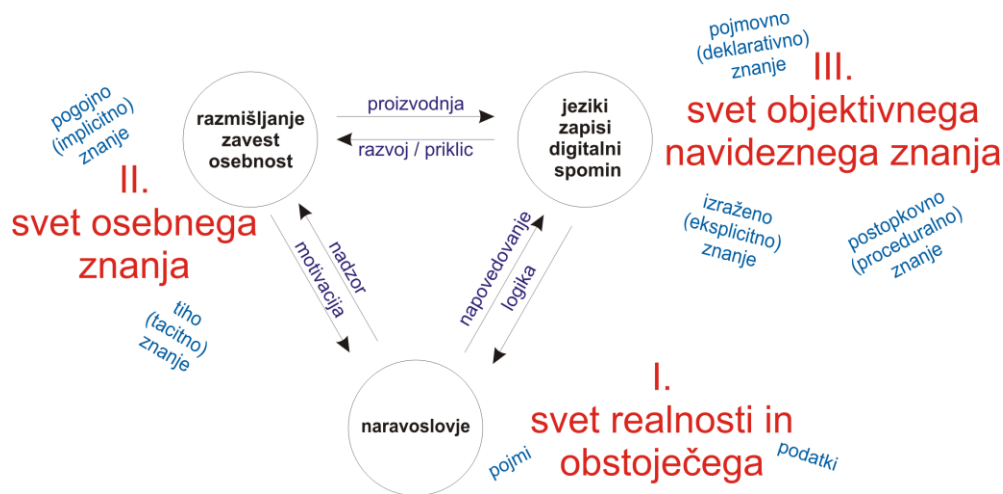 pojmovno
(deklarativno)
znanje
III.
svet objektivnega
navideznega znanja
pogojno
(implicitno)
znanje
razmišljanje
zavest
osebnost
proizvodnja
razvoj / priklic
jeziki
zapisi
digitalni
spomin
II.
svet osebnega
znanja
izraženo
(eksplicitno)
znanje
postopkovno
(proceduralno)
znanje
nadzor
motivacija
napovedovanje
logika
tiho
(tacitno)
znanje
naravoslovje
I.
svet realnosti in
obstoječega
pojmi
podatki